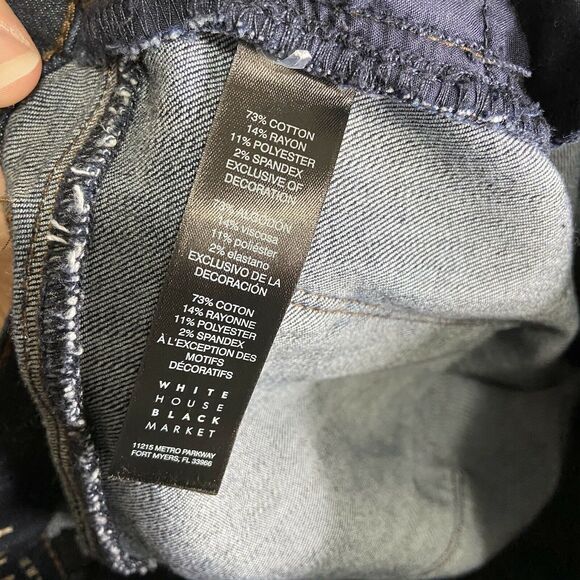 73% COTTON
14% RAYON
11% POLYESTER
2% SPANDEX
EXCLUSIVE OF
DECORATION
73% ALGODON
14% viscosa
11% poliéster
2% elastano
EXCLUSIVO DE LA
DECORACIÓN
73% COTON
14% RAYONNE
11% POLYESTER
2% SPANDEX
À L'EXCEPTION DES
MOTIFS
DÉCORATIFS
WHITE
HOUSE
BLACK
MARKET
11215 METRO PARKWAY
FORT MYERS, FL 33966